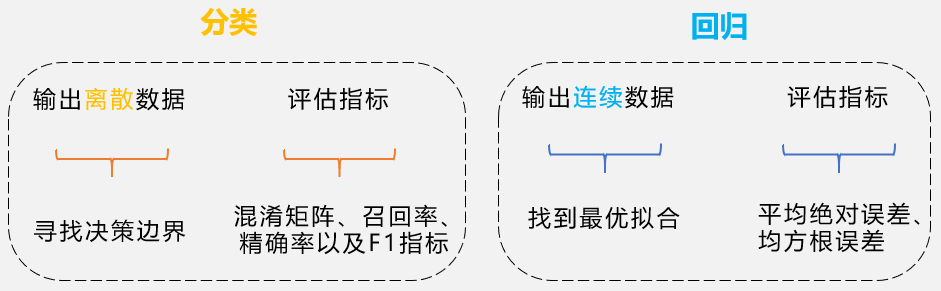 分类
输出离散数据
评估指标
寻找决策边界
混淆矩阵、召回率、
精确率以及F1指标
回归
输出连续数据
评估指标
找到最优拟合
平均绝对误差、
均方根误差